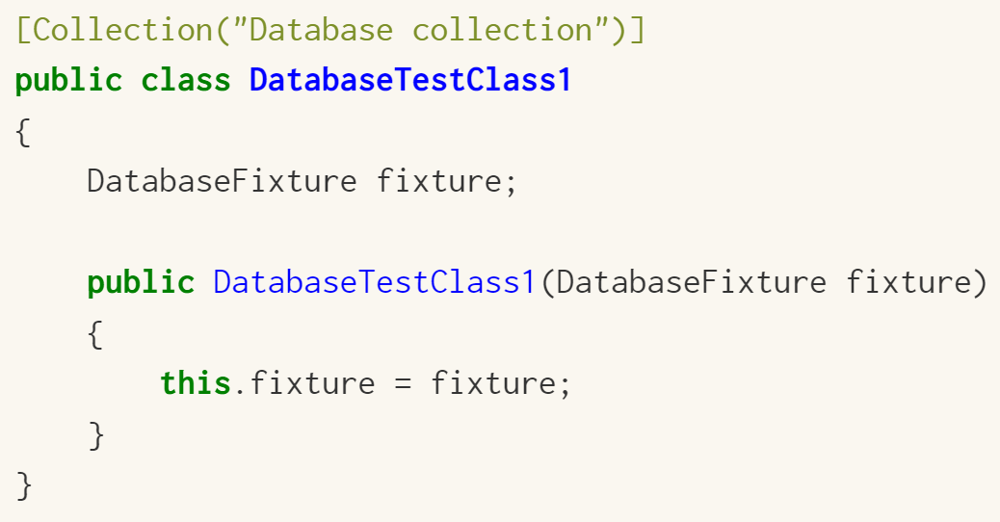 [Collection("Database collection")]
public class DatabaseTestClass1
{
    DatabaseFixture fixture;

    public DatabaseTestClass1(DatabaseFixture fixture)
    {
        this.fixture = fixture;
    }
}